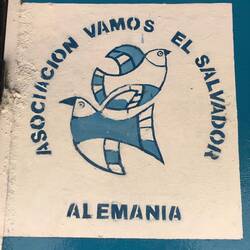 ASOCIACION VAMOS EL SALVADOR
ALEMANIA